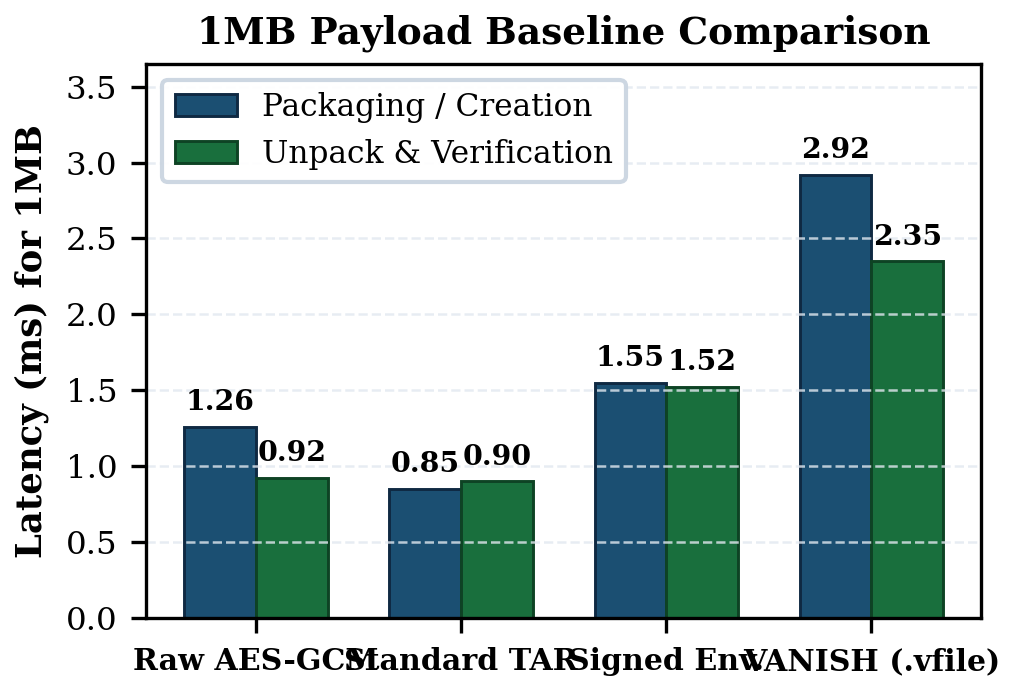 1MB Payload Baseline Comparison
Packaging / Creation
Unpack & Verification
Latency (ms) for 1MB
3.5
3.0
2.5
2.0
1.5
1.0
0.5
0.0
1.26
0.92
0.85
0.90
1.55
1.52
2.92
2.35
Raw AES-GCM
Standard TAR
Signed Env.
VANISH (.vfile)